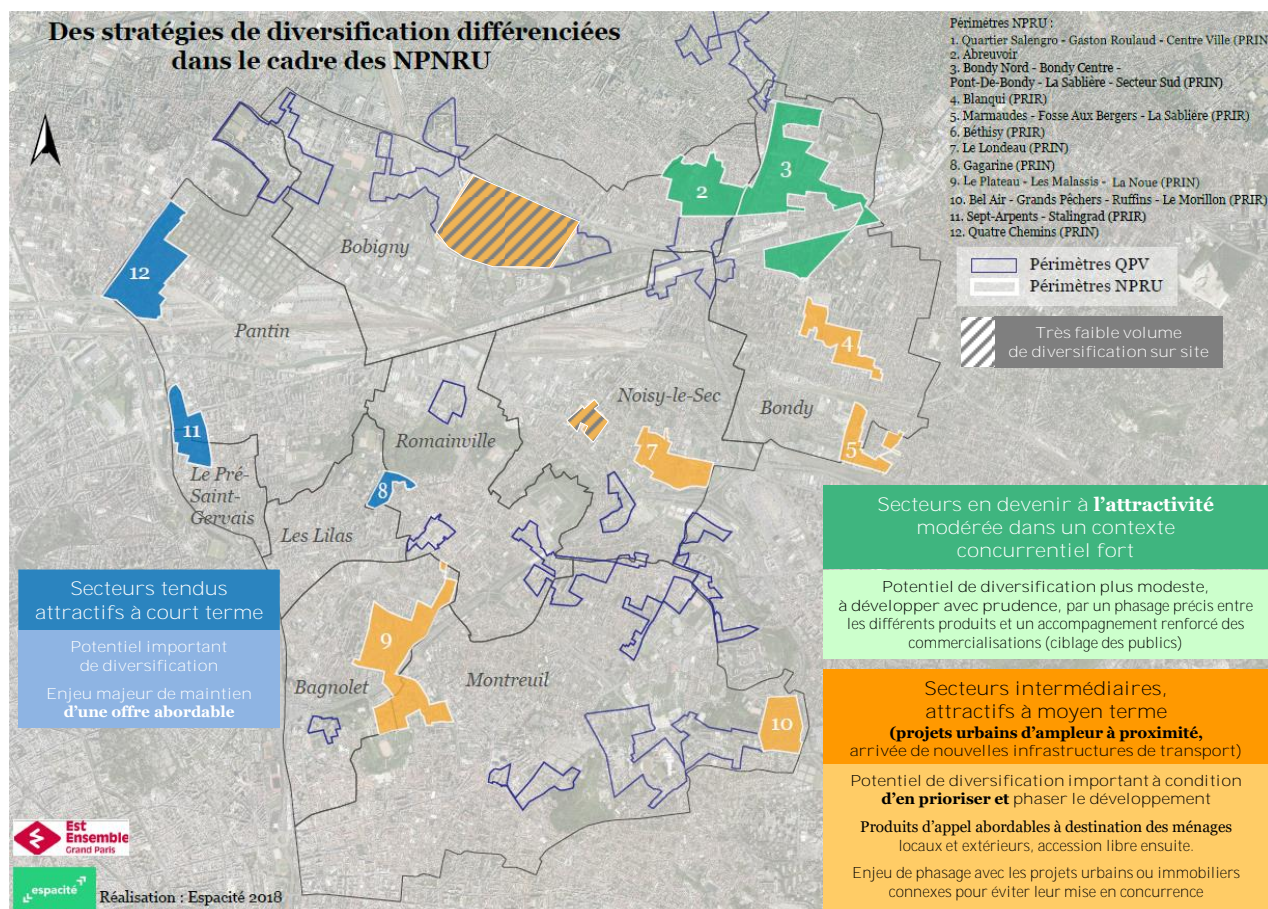 Des stratégies de diversification différenciées
dans le cadre des NPNRU
Périmètres NPRU :
1. Quartier Salengro - Gaston Roulaud - Centre Ville (PRIN
2. Abreuvoir
3. Bondy Nord - Bondy Centre -
Pont-De-Bondy - La Sablière - Secteur Sud (PRIN)
4. Blanqui (PRIR)
5. Marmaudes - Fosse Aux Bergers - La Sablière (PRIR)
6. Béthisy (PRIR)
7. Le Londeau (PRIN)
8. Gagarine (PRIN)
9. Le Plateau - Les Malassis - La Noue (PRIN)
10. Bel Air - Grands Pêchers - Ruffins - Le Morillon (PRIR)
11. Sept-Arpents - Stalingrad (PRIR)
12. Quatre Chemins (PRIN)
Périmètres QPV
Périmètres NPRU
Très faible volume
de diversification sur site
3
2
Bobigny
12
Pantin
4
Noisy-le-Sec
Bondy
11
Romainville
7
5
Le Pré-
Saint-
Gervais
8
Les Lilas
9
Bagnolet
Montreuil
10
Secteurs tendus
attractifs à court terme
Potentiel important
de diversification
Enjeu majeur de maintien
d'une offre abordable
Secteurs en devenir à l'attractivité
modérée dans un contexte
concurrentiel fort
Potentiel de diversification plus modeste,
à développer avec prudence, par un phasage précis entre
les différents produits et un accompagnement renforcé des
commercialisations (ciblage des publics)
Secteurs intermédiaires,
attractifs à moyen terme
(projets urbains d'ampleur à proximité,
arrivée de nouvelles infrastructures de transport)
Potentiel de diversification important à condition
d'en prioriser et phaser le développement
Produits d'appel abordables à destination des ménages
locaux et extérieurs, accession libre ensuite.
Enjeu de phasage avec les projets urbains ou immobiliers
connexes pour éviter leur mise en concurrence
Est
Ensemble
Grand Paris
espacité
Réalisation : Espacité 2018